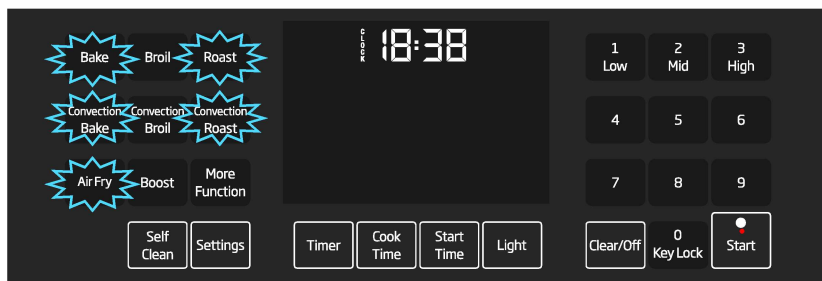 CLOCK 18:38
Bake Broil Roast
Convection Bake
Convection Broil
Convection Roast
Air Fry Boost
More Function
Self Clean
Settings
Timer
Cook Time
Start Time
Light
1 Low
2 Mid
3 High
4 5 6
7 8 9
Clear/Off
0 Key Lock
Start